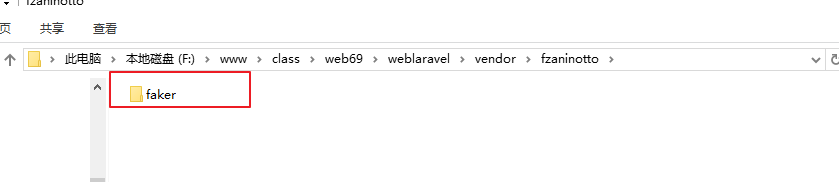 fzaninotto
页 共享 查看
此电脑 > 本地磁盘 (F:) > www > class > web69 > weblaravel > vendor > fzaninotto >
faker